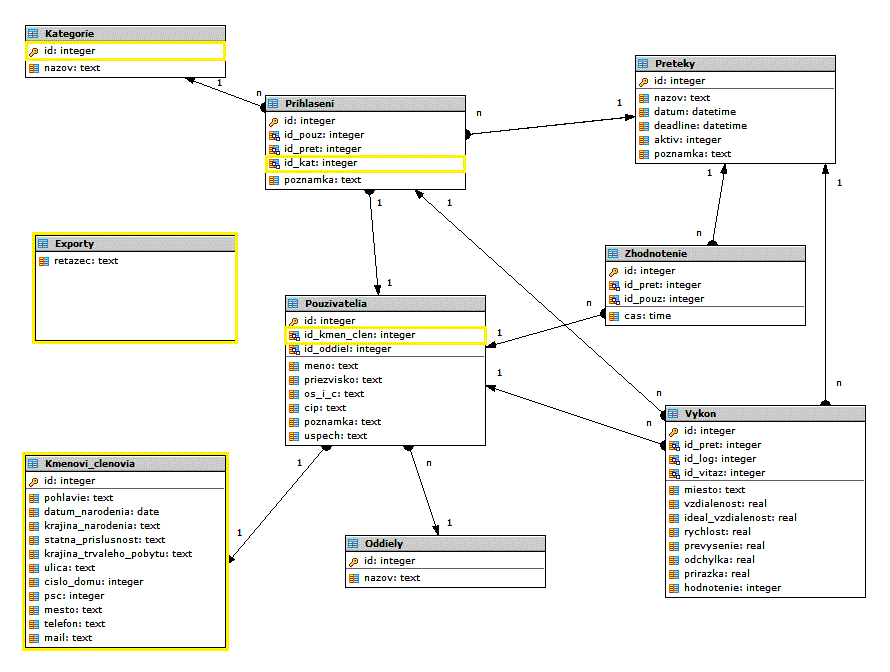 Kategorie
id: integer
nazov: text
1
n
Prihlaseni
id: integer
id_pouz: integer
id_pret: integer
id_kat: integer
poznamka: text
n
1
Preteky
id: integer
nazov: text
datum: datetime
deadline: datetime
aktiv: integer
poznamka: text
1
1
1
1
n
Exporty
retazec: text
Zhodnotenie
id: integer
id_pret: integer
id_pouz: integer
cas: time
1
n
1
Pouzivatelia
id: integer
id_kmen_clen: integer
id_oddiel: integer
meno: text
priezvisko: text
os_i_c: text
cip: text
poznamka: text
uspech: text
1
n
n
n
Vykon
id: integer
id_pret: integer
id_log: integer
id_vitaz: integer
miesto: text
vzdialenost: real
ideal_vzdialenost: real
rychlost: real
prevysenie: real
odchylka: real
prirazka: real
hodnotenie: integer
Kmenovi_clenovia
id: integer
pohlavie: text
datum_narodenia: date
krajina_narodenia: text
statna_prislusnost: text
krajina_trvaleho_pobytu: text
ulica: text
cislo_domu: integer
psc: integer
mesto: text
telefon: text
mail: text
1
n
1
1
Oddiely
id: integer
nazov: text